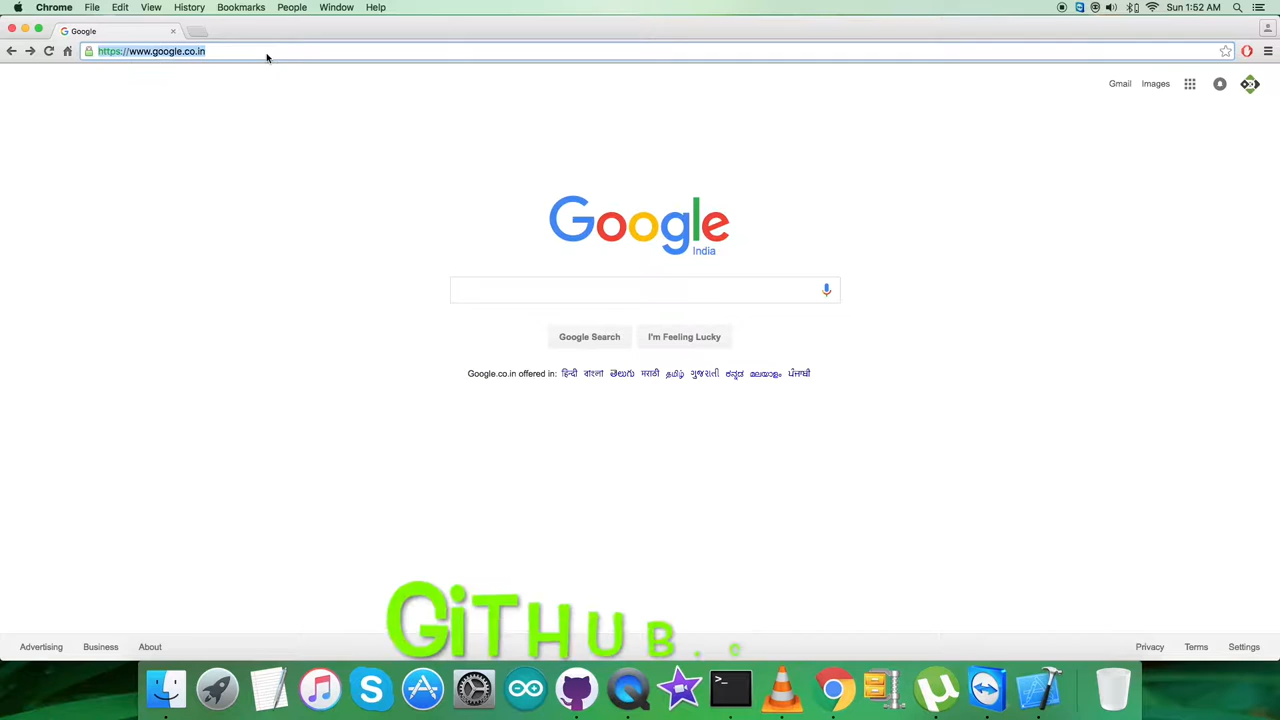 Chrome File Edit View History Bookmarks People Window Help Sun 1:52 AM
Google
https://www.google.co.in
Gmail Images
Google
India
Google Search I'm Feeling Lucky
Google.co.in offered in: हिन्दी বাংলা తెలుగు मराठी தமிழ் ગુજરાતી ಕನ್ನಡ മലയാളം ਪੰਜਾਬੀ
GiTHUB. c
Advertising Business About Privacy Terms Settings